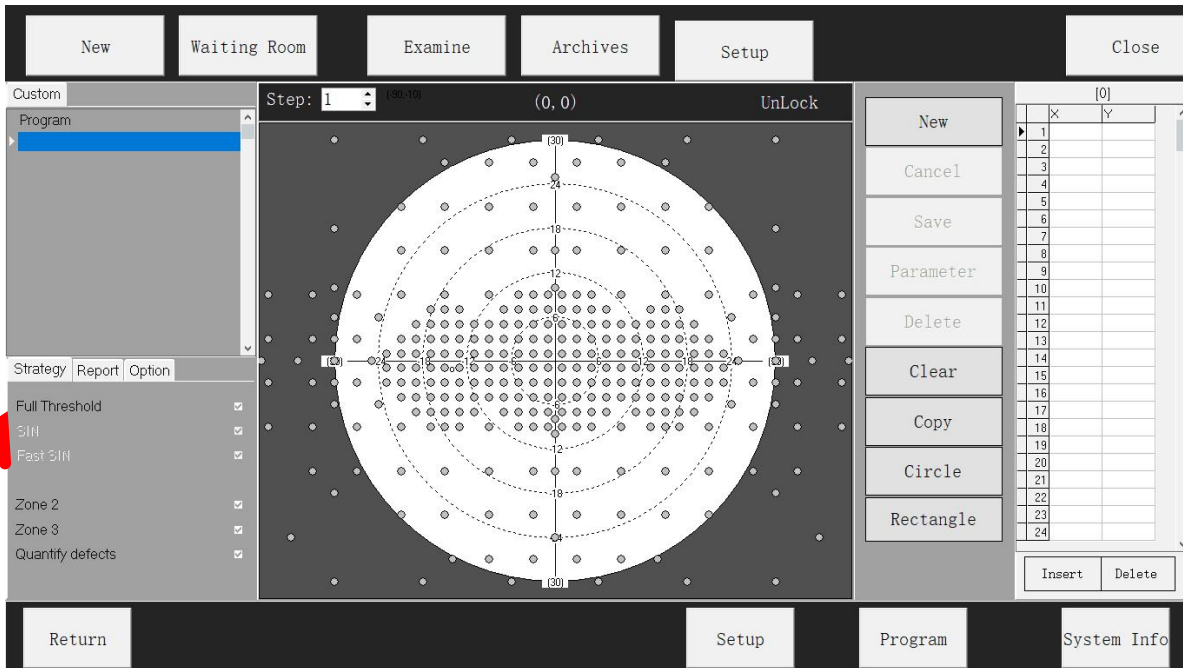 New Waiting Room Examine Archives Setup Close
Custom
Program
Step: 1 (-90,-10) (0, 0) UnLock
(30)
24
18
12
6
24 18 12 6 6 12 18 24
6
12
18
24
(30)
New
Cancel
Save
Parameter
Delete
Clear
Copy
Circle
Rectangle
[0]
X Y
1
2
3
4
5
6
7
8
9
10
11
12
13
14
15
16
17
18
19
20
21
22
23
24
Insert Delete
Strategy Report Option
Full Threshold
SIN
Fast SIN
Zone 2
Zone 3
Quantify defects
Return Setup Program System Info